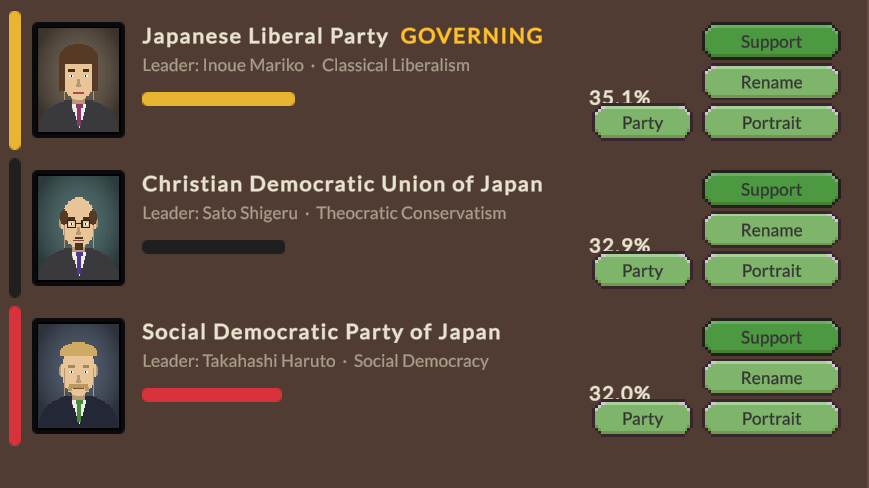 Japanese Liberal Party GOVERNING
Support
Leader: Inoue Mariko · Classical Liberalism
Rename
35.1%
Party
Portrait
Christian Democratic Union of Japan
Support
Leader: Sato Shigeru · Theocratic Conservatism
Rename
32.9%
Party
Portrait
Social Democratic Party of Japan
Support
Leader: Takahashi Haruto · Social Democracy
Rename
32.0%
Party
Portrait